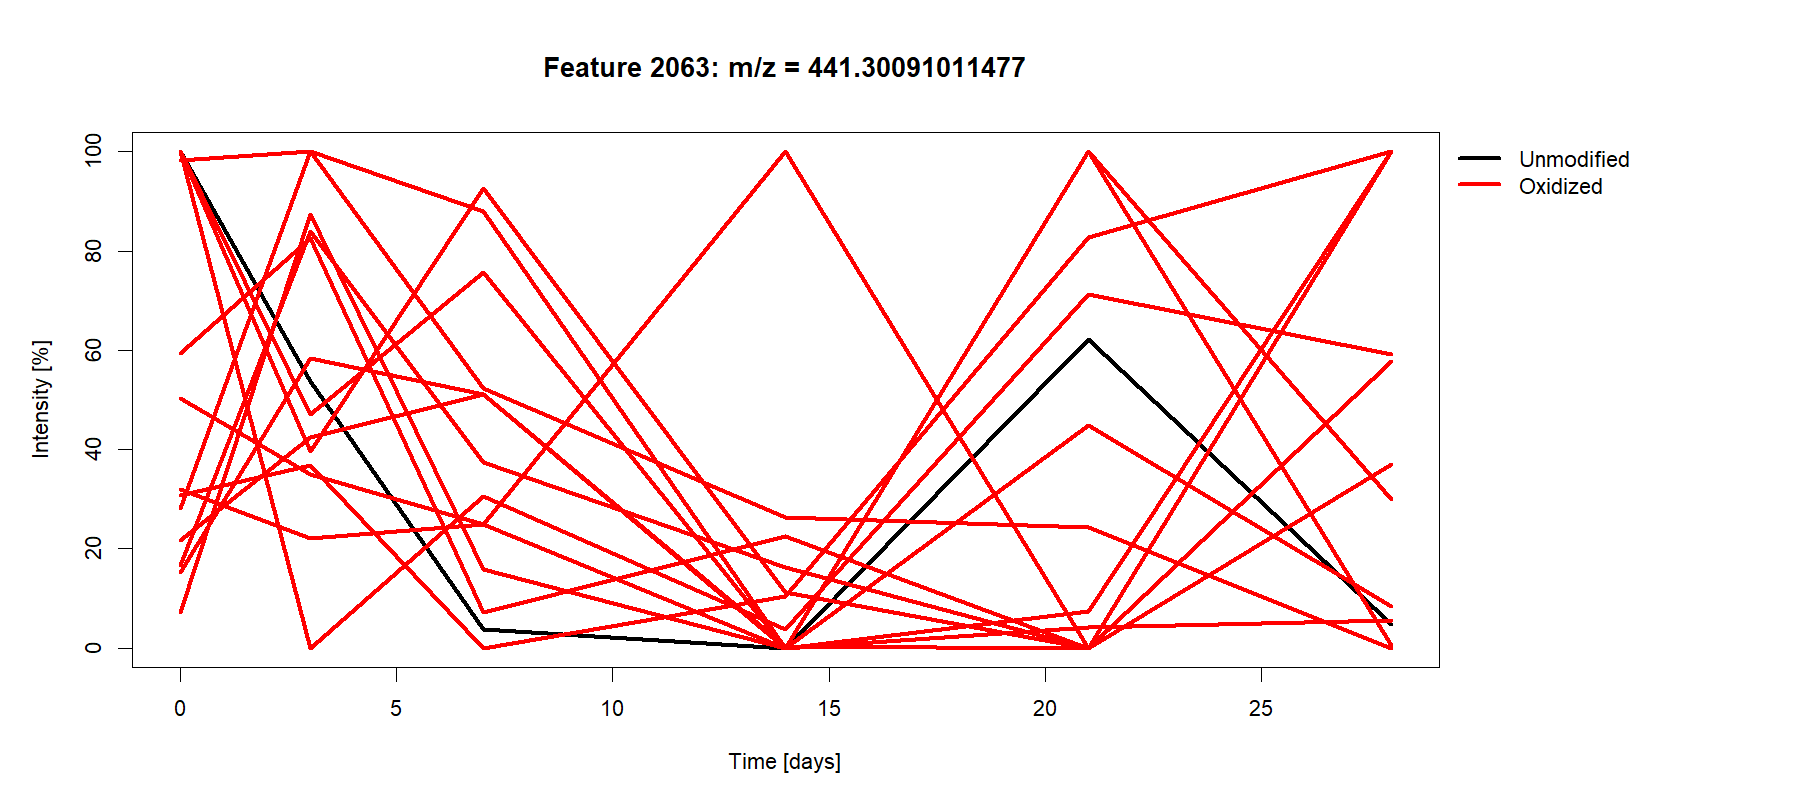 Feature 2063: m/z = 441.30091011477
Unmodified
Oxidized
Intensity [%]
100
80
60
40
20
0
0 5 10 15 20 25
Time [days]